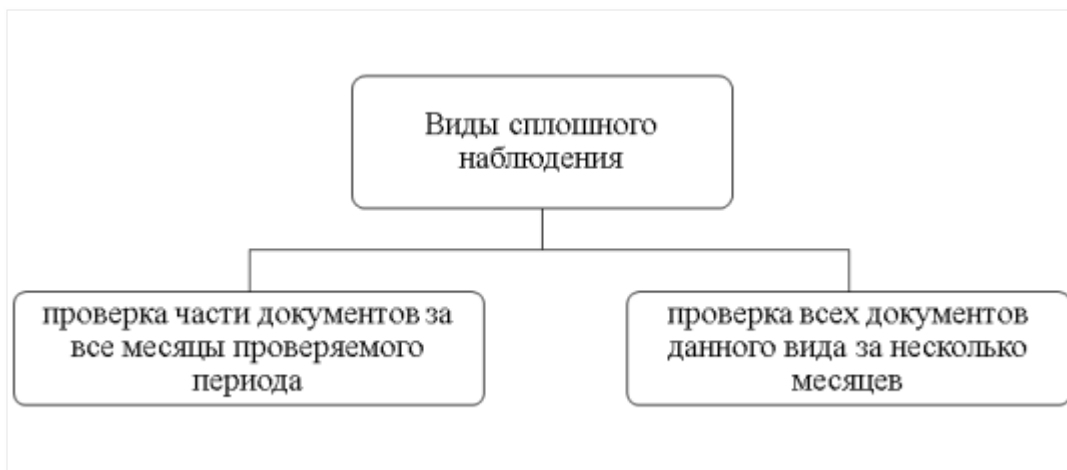 Виды сплошного
наблюдения
проверка части документов за
все месяцы проверяемого
периода
проверка всех документов
данного вида за несколько
месяцев